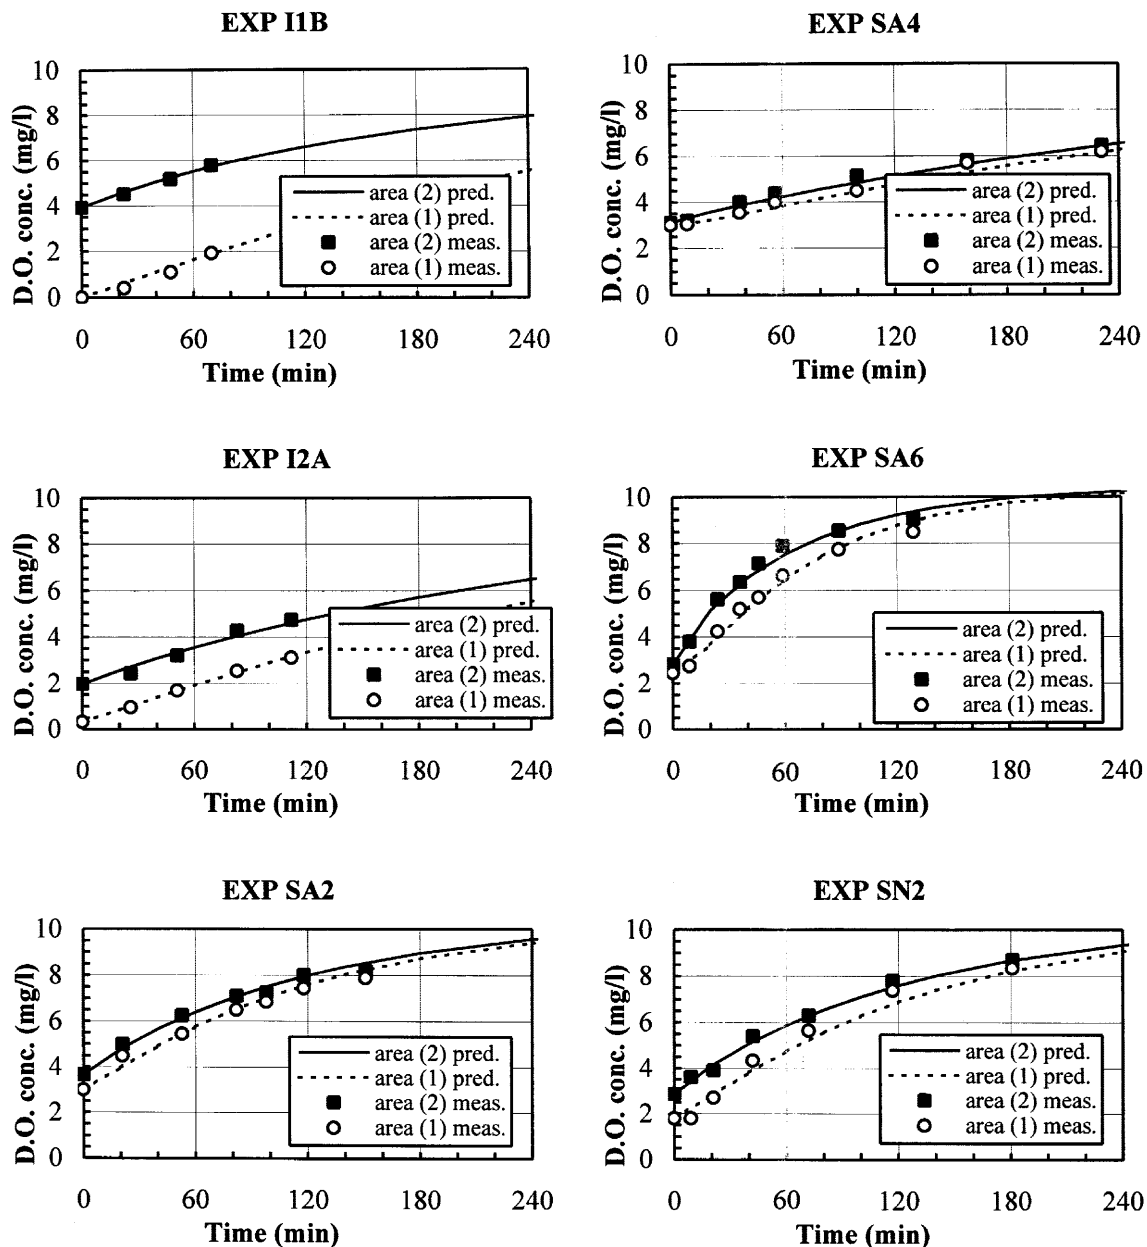 EXP I1B
10
8
6
4
2
0
D.O. conc. (mg/l)
area (2) pred.
area (1) pred.
area (2) meas.
area (1) meas.
0 60 120 180 240
Time (min)
EXP SA4
10
8
6
4
2
0
D.O. conc. (mg/l)
area (2) pred.
area (1) pred.
area (2) meas.
area (1) meas.
0 60 120 180 240
Time (min)
EXP I2A
10
8
6
4
2
0
D.O. conc. (mg/l)
area (2) pred.
area (1) pred.
area (2) meas.
area (1) meas.
0 60 120 180 240
Time (min)
EXP SA6
10
8
6
4
2
0
D.O. conc. (mg/l)
area (2) pred.
area (1) pred.
area (2) meas.
area (1) meas.
0 60 120 180 240
Time (min)
EXP SA2
10
8
6
4
2
0
D.O. conc. (mg/l)
area (2) pred.
area (1) pred.
area (2) meas.
area (1) meas.
0 60 120 180 240
Time (min)
EXP SN2
10
8
6
4
2
0
D.O. conc. (mg/l)
area (2) pred.
area (1) pred.
area (2) meas.
area (1) meas.
0 60 120 180 240
Time (min)